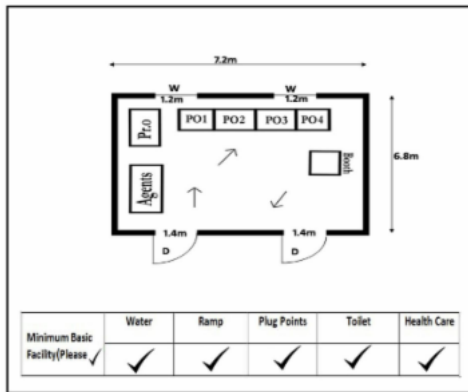 7.2m
W W
1.2m 1.2m
Pr.o PO1 PO2 PO3 PO4
6.8m
Booth
Agents
1.4m 1.4m
D D
Water Ramp Plug Points Toilet Health Care
Minimum Basic
Facility(Please ✓ ✓ ✓ ✓ ✓ ✓